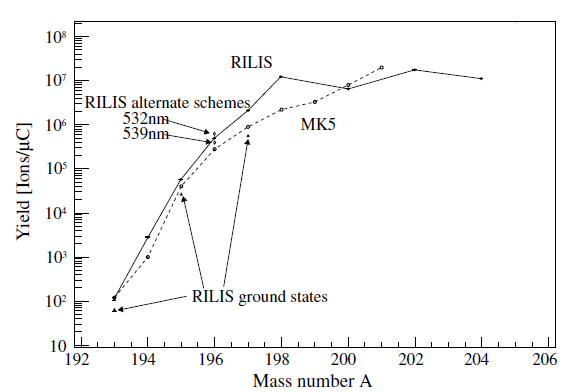 10⁸
RILIS
10⁷
RILIS alternate schemes
532nm
10⁶
MK5
539nm
10⁵
Yield [Ions/μC]
10⁴
10³
RILIS ground states
10²
10
192 194 196 198 200 202 204 206
Mass number A